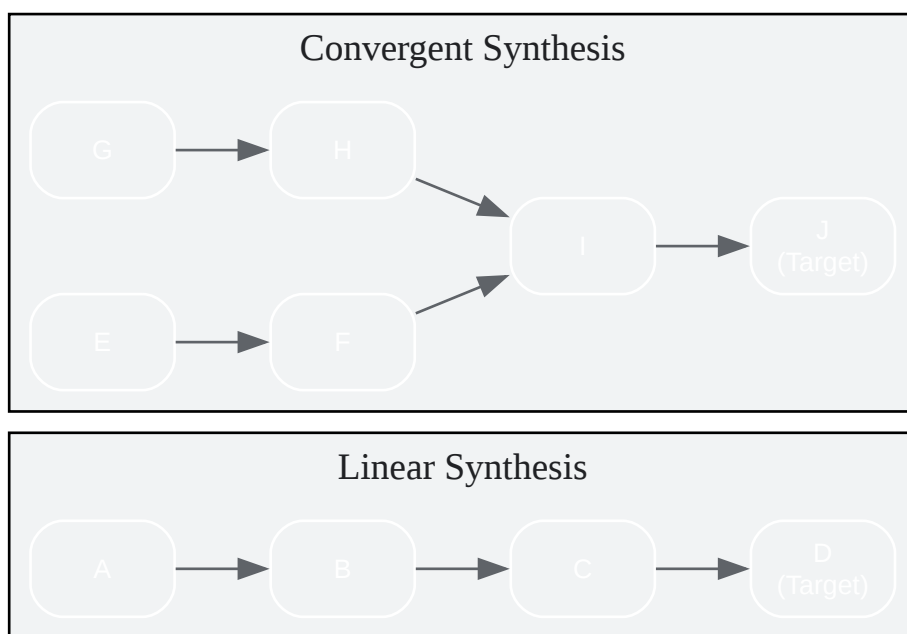 Convergent Synthesis
G
H
I
J
(Target)
E
F
Linear Synthesis
A
B
C
D
(Target)